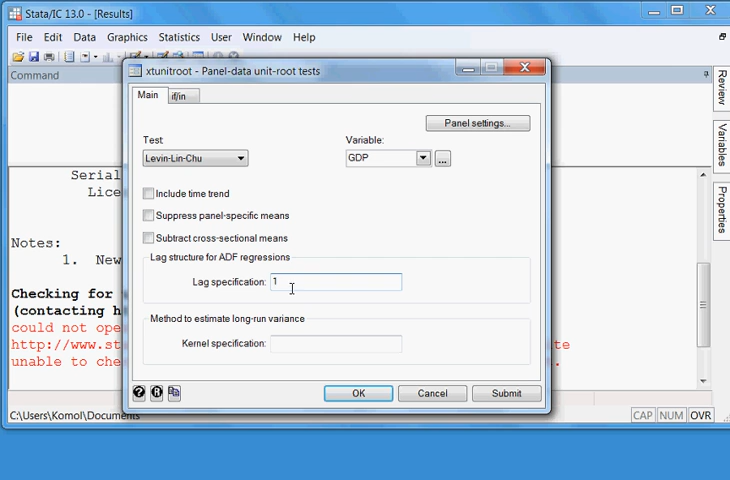 Stata/IC 13.0 - [Results]
File Edit Data Graphics Statistics User Window Help
Command
Review
Variables
Properties
Serial
Lice
Notes:
1. New
Checking for
(contacting h
could not ope
http://www.st
te
unable to che
.
C:\Users\Komol\Documents
CAP NUM OVR
xtunitroot - Panel-data unit-root tests
Main if/in
Panel settings...
Test: Variable:
Levin-Lin-Chu GDP ...
Include time trend
Suppress panel-specific means
Subtract cross-sectional means
Lag structure for ADF regressions
Lag specification: 1
Method to estimate long-run variance
Kernel specification:
? R OK Cancel Submit